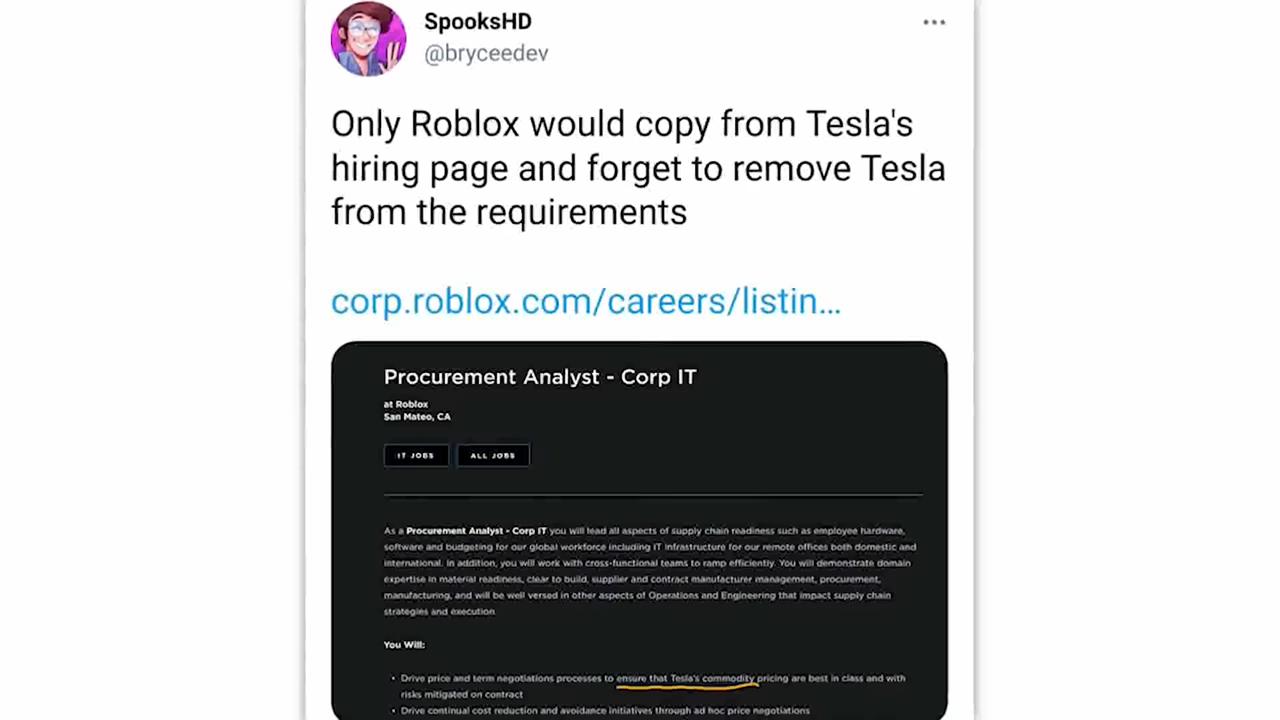 SpooksHD
@bryceedev
Only Roblox would copy from Tesla's
hiring page and forget to remove Tesla
from the requirements
corp.roblox.com/careers/listin...
Procurement Analyst - Corp IT
at Roblox
San Mateo, CA
IT JOBS ALL JOBS
As a Procurement Analyst - Corp IT you will lead all aspects of supply chain readiness such as employee hardware,
software and budgeting for our global workforce including IT infrastructure for our remote offices both domestic and
international. In addition, you will work with cross-functional teams to ramp efficiently. You will demonstrate domain
expertise in material readiness, clear to build, supplier and contract manufacturer management, procurement,
manufacturing, and will be well versed in other aspects of Operations and Engineering that impact supply chain
strategies and execution
You Will:
• Drive price and term negotiations processes to ensure that Tesla's commodity pricing are best in class and with
risks mitigated on contract
• Drive continual cost reduction and avoidance initiatives through ad hoc price negotiations